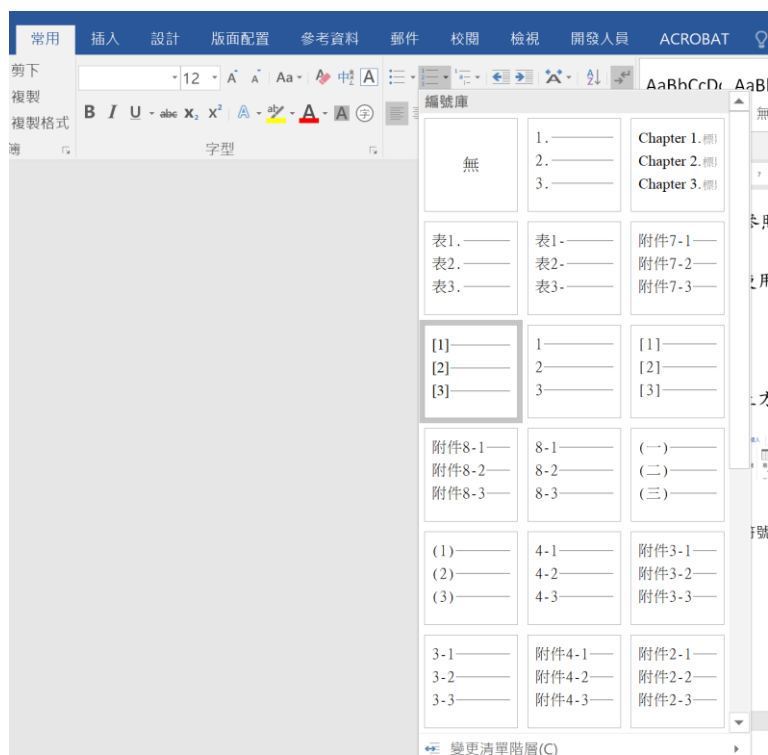 常用 插入 設計 版面配置 參考資料 郵件 校閱 檢視 開發人員 ACROBAT
剪下
複製
複製格式
12 A A Aa A
B I U abc X₂ X² A aby A A 字
字型
AaBbCcDc AaBl
編號庫
無
1.
2.
3.
Chapter 1.
Chapter 2.
Chapter 3.
表1.
表2.
表3.
表1-
表2-
表3-
附件7-1
附件7-2
附件7-3
[1]
[2]
[3]
1
2
3
[1]
[2]
[3]
附件8-1
附件8-2
附件8-3
8-1
8-2
8-3
(一)
(二)
(三)
(1)
(2)
(3)
4-1
4-2
4-3
附件3-1
附件3-2
附件3-3
3-1
3-2
3-3
附件4-1
附件4-2
附件4-3
附件2-1
附件2-2
附件2-3
變更清單階層(C)